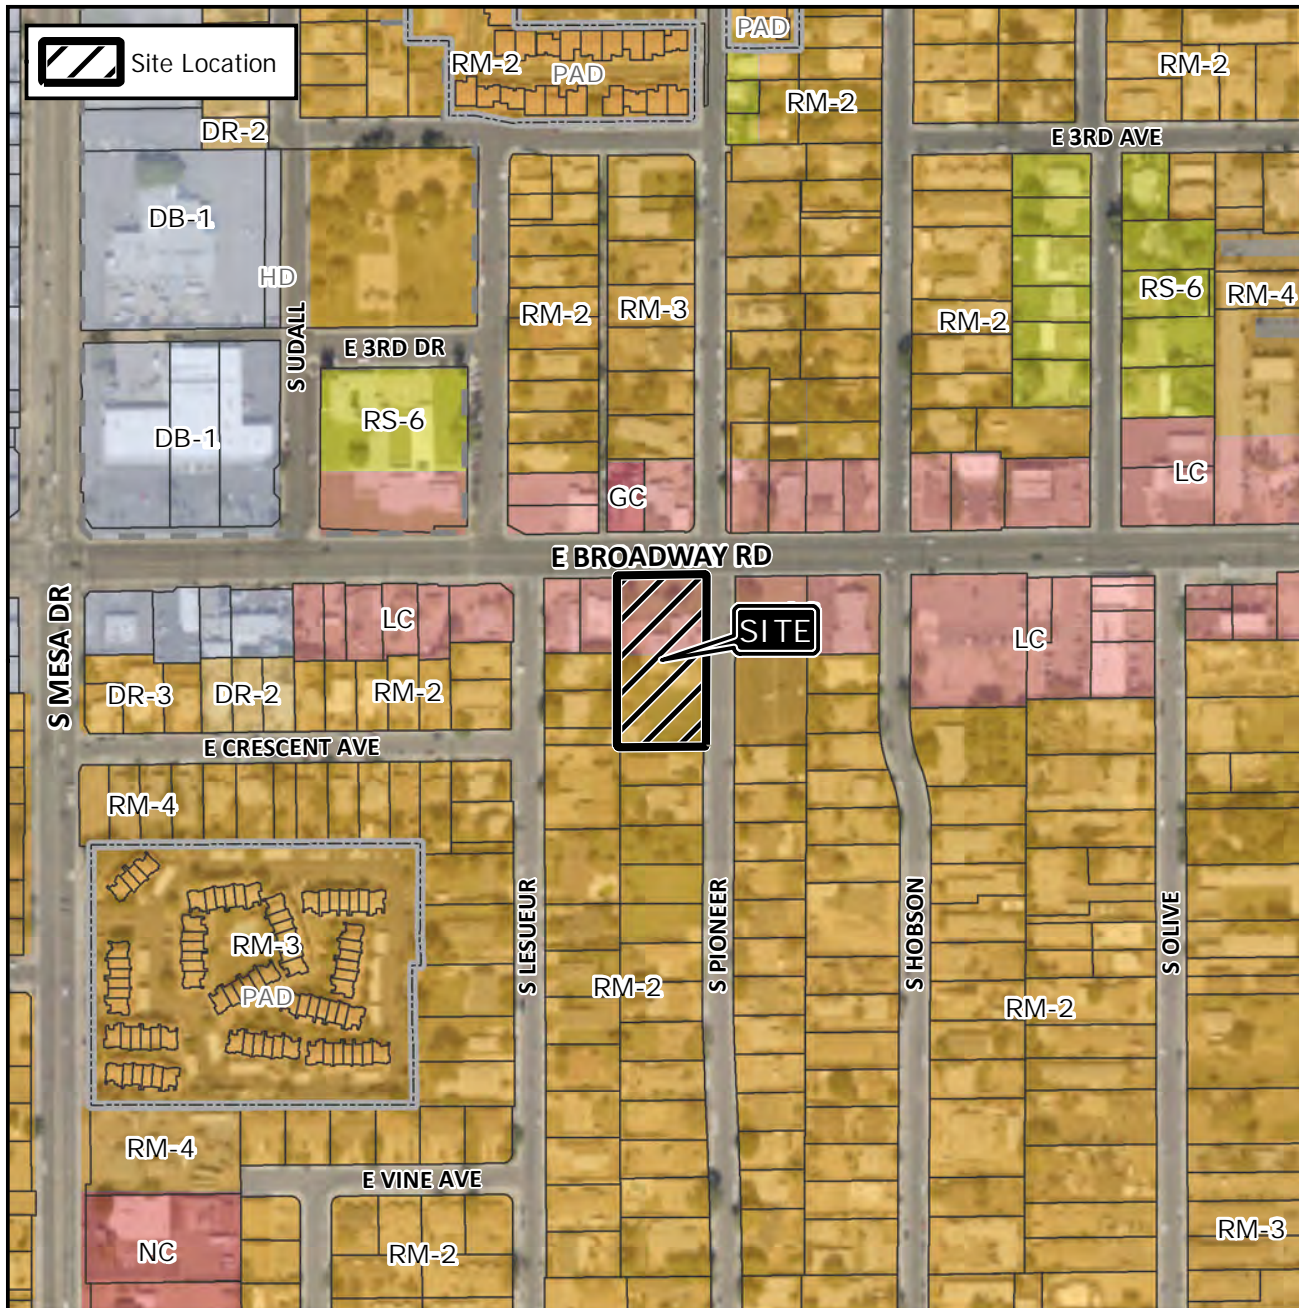 Site Location
RM-2
PAD
PAD
RM-2
RM-2
DR-2
E 3RD AVE
DB-1
HD
S UDALL
RM-2
RM-3
RM-2
RS-6
RM-4
E 3RD DR
DB-1
RS-6
GC
LC
E BROADWAY RD
S MESA DR
LC
SITE
LC
DR-3
DR-2
RM-2
E CRESCENT AVE
RM-4
S LESUEUR
S PIONEER
S HOBSON
S OLIVE
RM-3
PAD
RM-2
RM-2
RM-4
E VINE AVE
NC
RM-2
RM-3